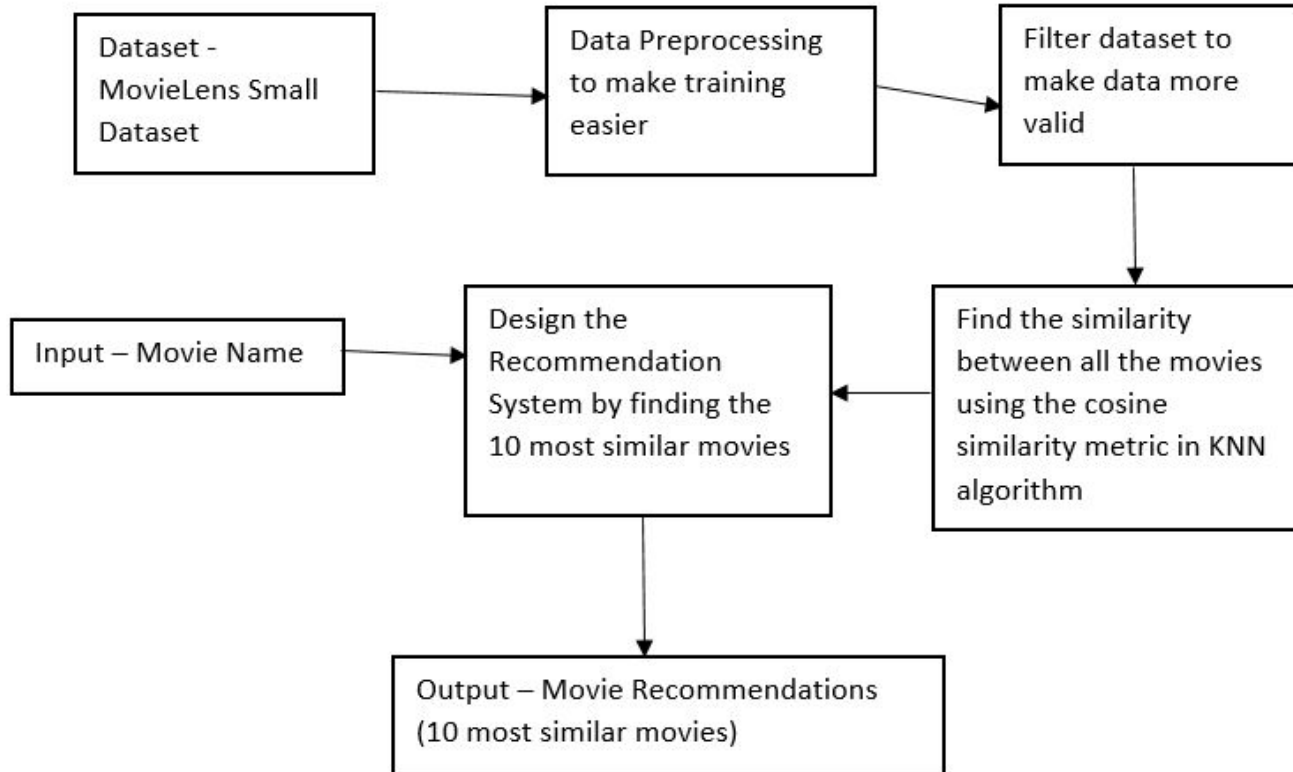 Dataset -
MovieLens Small
Dataset
Data Preprocessing
to make training
easier
Filter dataset to
make data more
valid
Input – Movie Name
Design the
Recommendation
System by finding the
10 most similar movies
Find the similarity
between all the movies
using the cosine
similarity metric in KNN
algorithm
Output – Movie Recommendations
(10 most similar movies)